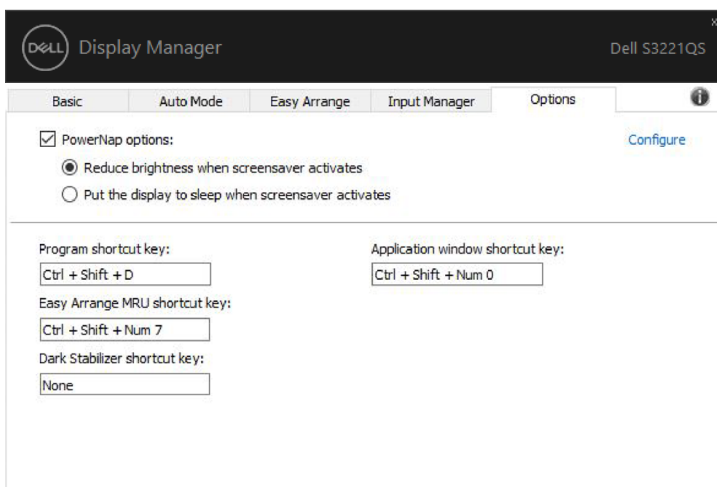 DELL Display Manager
Dell S3221QS
Basic
Auto Mode
Easy Arrange
Input Manager
Options
PowerNap options:
Configure
Reduce brightness when screensaver activates
Put the display to sleep when screensaver activates
Program shortcut key:
Application window shortcut key:
Ctrl + Shift + D
Ctrl + Shift + Num 0
Easy Arrange MRU shortcut key:
Ctrl + Shift + Num 7
Dark Stabilizer shortcut key:
None